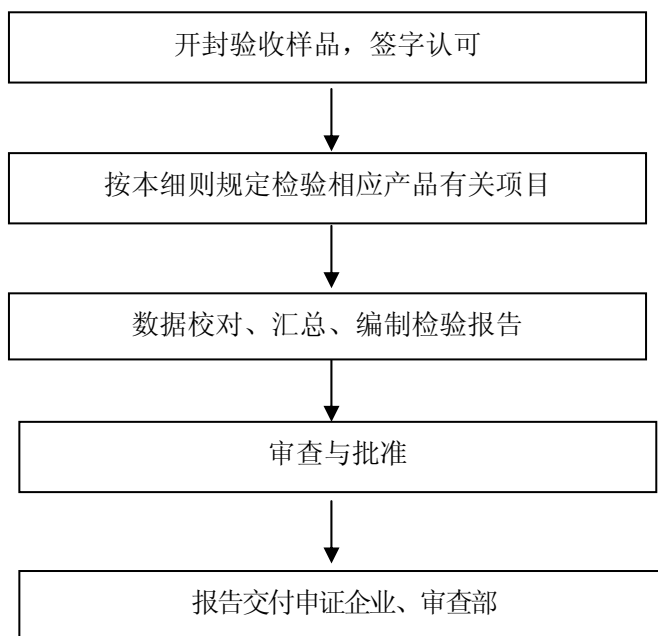 开封验收样品，签字认可
按本细则规定检验相应产品有关项目
数据校对、汇总、编制检验报告
审查与批准
报告交付申证企业、审查部